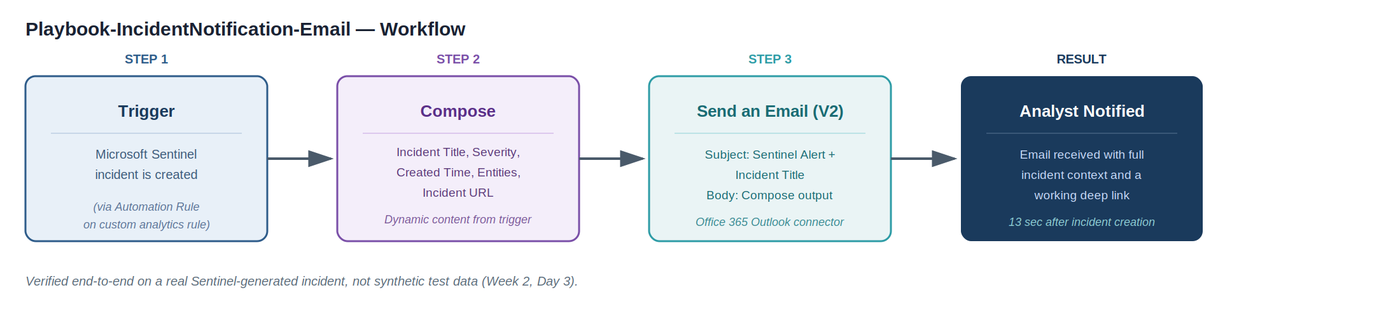 Playbook-IncidentNotification-Email — Workflow
STEP 1
Trigger
Microsoft Sentinel
incident is created
(via Automation Rule
on custom analytics rule)
STEP 2
Compose
Incident Title, Severity,
Created Time, Entities,
Incident URL
Dynamic content from trigger
STEP 3
Send an Email (V2)
Subject: Sentinel Alert +
Incident Title
Body: Compose output
Office 365 Outlook connector
RESULT
Analyst Notified
Email received with full
incident context and a
working deep link
13 sec after incident creation
Verified end-to-end on a real Sentinel-generated incident, not synthetic test data (Week 2, Day 3).